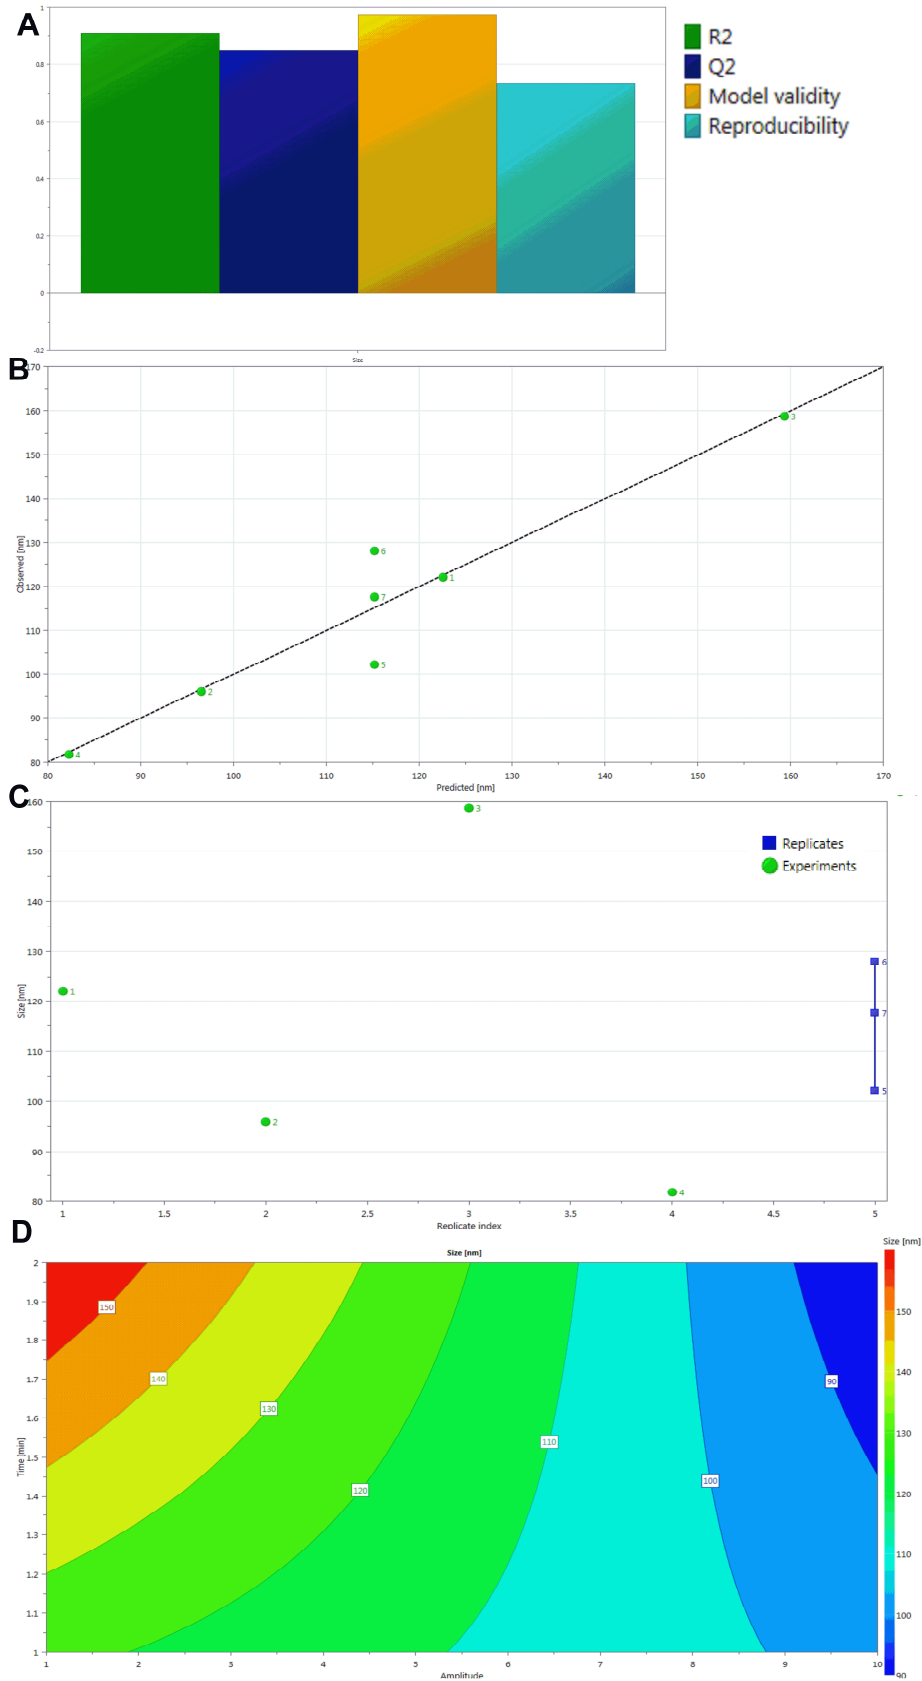 A
1
0.8
0.6
0.4
0.2
0
-0.2
Size
R2
Q2
Model validity
Reproducibility
B
170
160
150
140
130
120
110
100
90
80
Observed [nm]
80 90 100 110 120 130 140 150 160 170
Predicted [nm]
3
6
1
7
5
2
4
C
160
150
140
130
120
110
100
90
80
Size [nm]
1 1.5 2 2.5 3 3.5 4 4.5 5
Replicate index
Replicates
Experiments
3
6
1
7
5
2
4
D
Size [nm]
2
1.9
1.8
1.7
1.6
1.5
1.4
1.3
1.2
1.1
1
Time [min]
1 2 3 4 5 6 7 8 9 10
Amplitude
150
140
130
120
110
100
90
Size [nm]
150
140
130
120
110
100
90